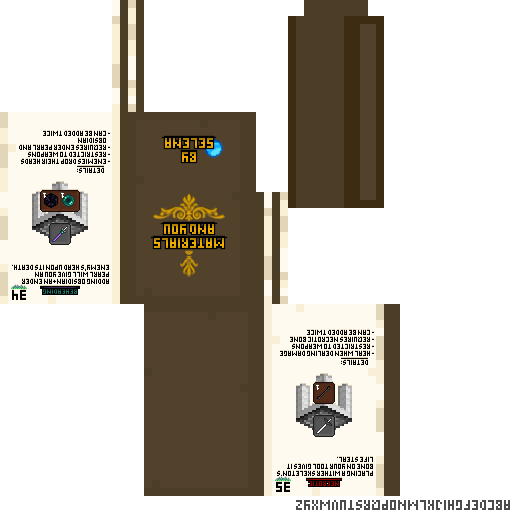 MATERIALS
AND YOU
BY
SELEMA
BEHEADING
34
ADDING OBSIDIAN + AN ENDER
PEARL WILL GIVE YOU AN
ENEMY'S HEAD UPON ITS DEATH.
DETAILS:
- ENEMIES DROP THEIR HEADS
- RESTRICTED TO WEAPONS
- REQUIRES ENDER PEARL AND
OBSIDIAN
- CAN BE ADDED TWICE
NECROTIC
35
PLACING A WITHER SKELETON'S
BONE ON YOUR TOOL GIVES IT
LIFE STEAL.
DETAILS:
- HEAL WHEN DEALING DAMAGE
- RESTRICTED TO WEAPONS
- REQUIRES NECROTIC BONE
- CAN BE ADDED TWICE
ABCDEFGHIJKLMNOPQRSTUVWXYZ